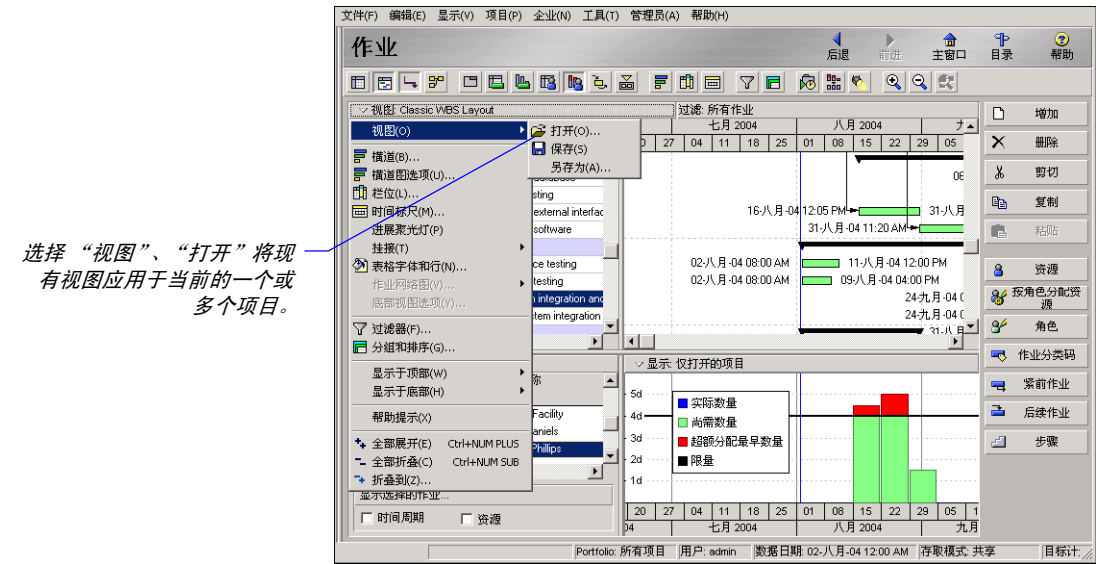 文件(F) 编辑(E) 显示(V) 项目(P) 企业(N) 工具(T) 管理员(A) 帮助(H)
作业
后退
前进
主窗口
目录
帮助
视图: Classic WBS Layout
过滤: 所有作业
七月 2004
八月 2004
27 04 11 18 25 01 08 15 22 29 05
视图(O)
打开(O)...
保存(S)
另存为(A)...
横道(B)...
横道图选项(U)...
栏位(L)...
时间标尺(M)...
进展聚光灯(P)
挂接(T)
表格字体和行(N)...
作业网络图(V)...
底部视图选项(Y)...
过滤器(F)...
分组和排序(G)...
显示于顶部(W)
显示于底部(H)
帮助提示(X)
全部展开(E) Ctrl+NUM PLUS
全部折叠(C) Ctrl+NUM SUB
折叠到(Z)...
sting
external interfac
software
ce testing
testing
integration and
tem integration
16-八月-04 12:05 PM
31-八月
31-八月-04 11:20 AM
02-八月-04 08:00 AM
11-八月-04 12:00 PM
02-八月-04 08:00 AM
09-八月-04 04:00 PM
24-九月-04
24-九月-04
31-八月
选择 “视图”、“打开”将现
有视图应用于当前的一个或
多个项目。
增加
删除
剪切
复制
粘贴
资源
按角色分配资
源
角色
作业分类码
紧前作业
后续作业
步骤
显示: 仅打开的项目
称
Facility
aniels
Phillips
5d
4d
3d
2d
1d
实际数量
尚需数量
超额分配最早数量
限量
显示选择的作业...
时间周期
资源
20 27 04 11 18 25 01 08 15 22 29 05 1
04 七月 2004 八月 2004 九月
Portfolio: 所有项目
用户: admin
数据日期: 02-八月-04 12:00 AM
存取模式: 共享
目标计